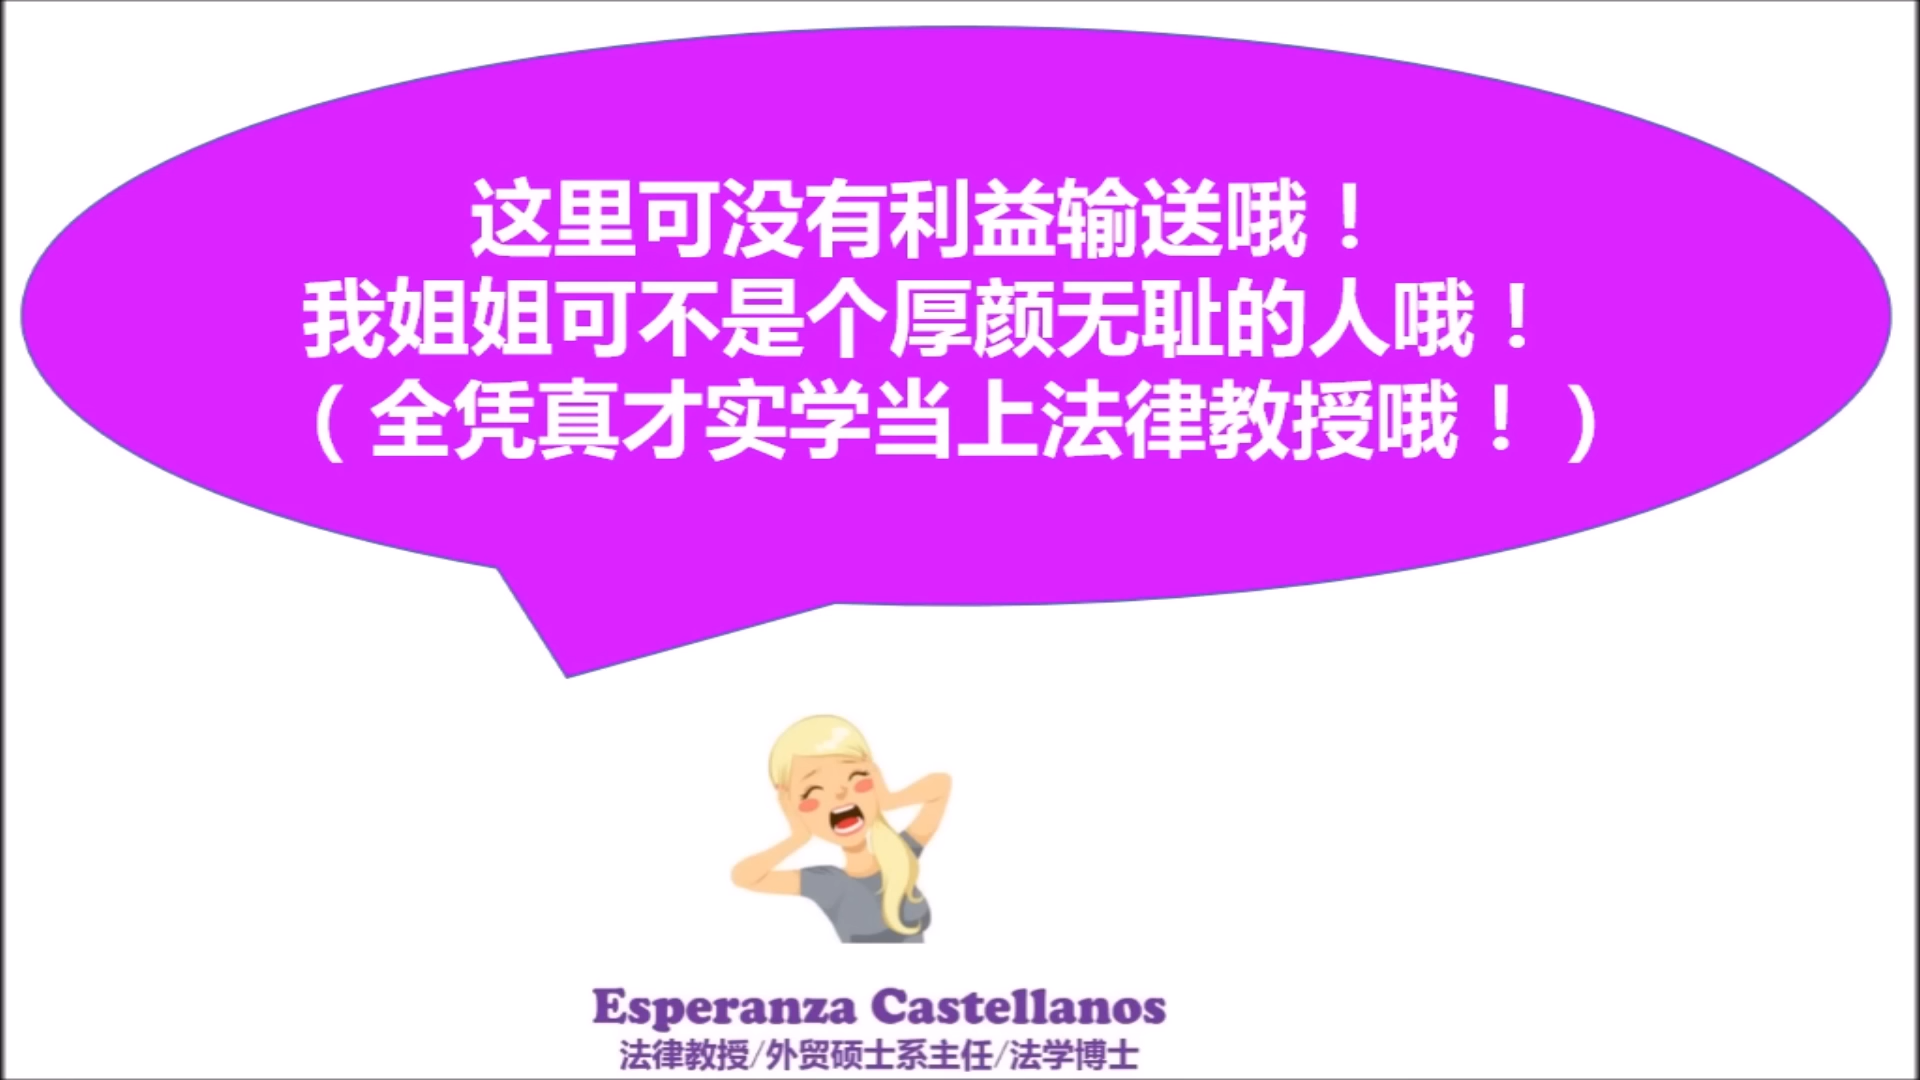 这里可没有利益输送哦！
我姐姐可不是个厚颜无耻的人哦！
（全凭真才实学当上法律教授哦！）
Esperanza Castellanos
法律教授/外贸硕士系主任/法学博士